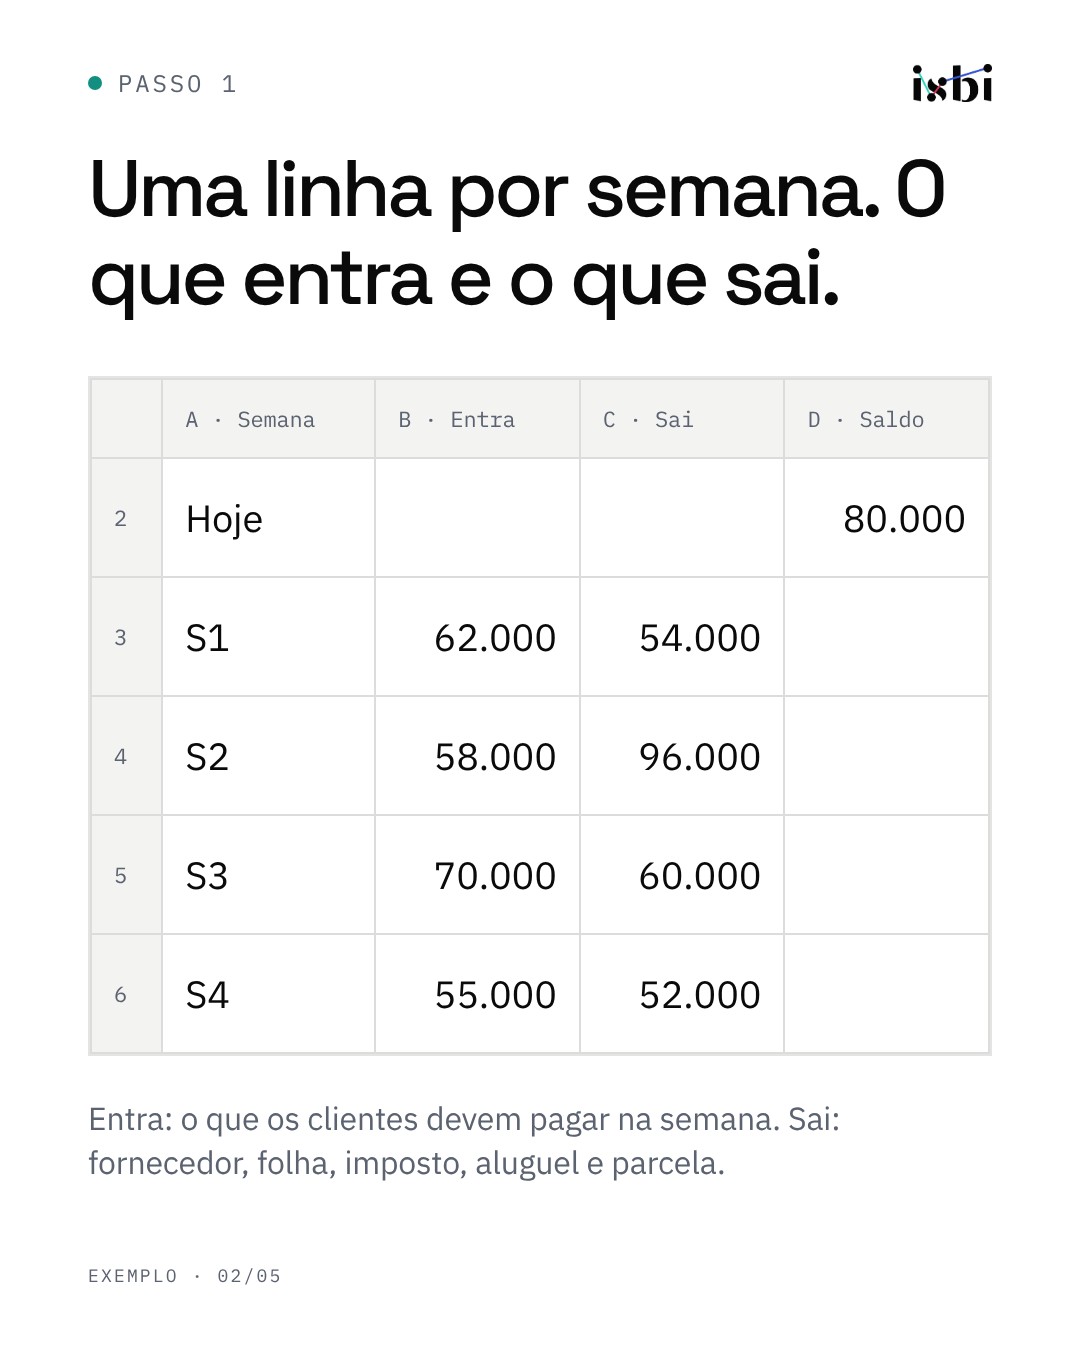 PASSO 1
ixbi
Uma linha por semana. O
que entra e o que sai.
A · Semana B · Entra C · Sai D · Saldo
2 Hoje 80.000
3 S1 62.000 54.000
4 S2 58.000 96.000
5 S3 70.000 60.000
6 S4 55.000 52.000
Entra: o que os clientes devem pagar na semana. Sai:
fornecedor, folha, imposto, aluguel e parcela.
EXEMPLO · 02/05